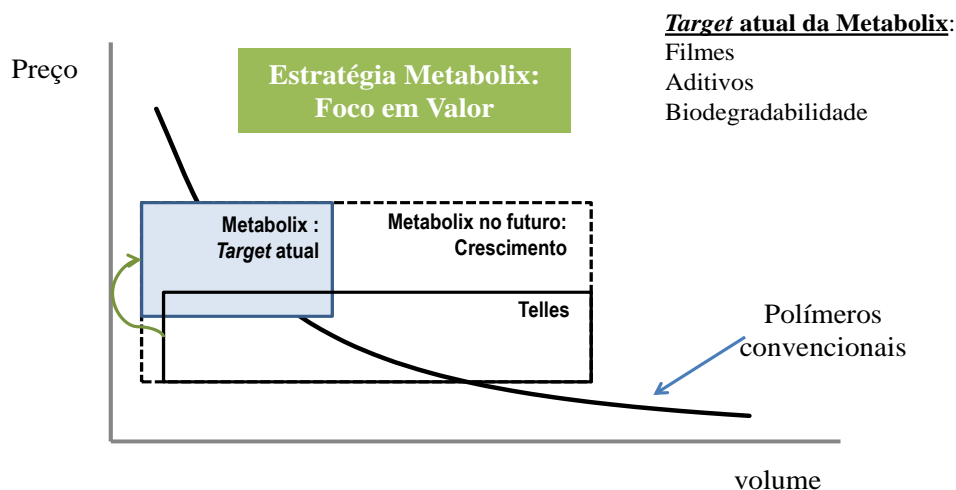 Target atual da Metabolix:
Filmes
Aditivos
Biodegradabilidade
Preço
Estratégia Metabolix:
Foco em Valor
Metabolix :
Target atual
Metabolix no futuro:
Crescimento
Telles
Polímeros
convencionais
volume